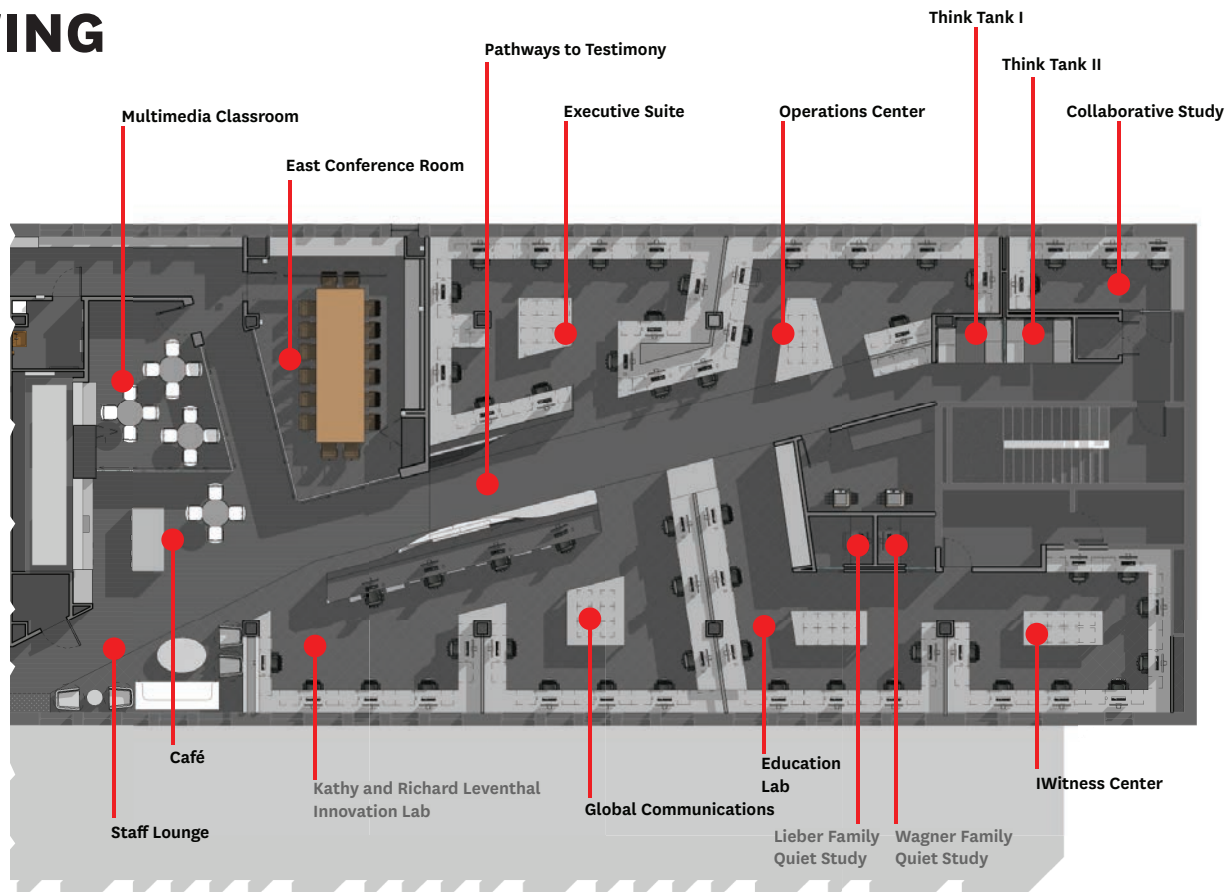 WING
Think Tank I
Pathways to Testimony
Think Tank II
Multimedia Classroom
Executive Suite
Operations Center
Collaborative Study
East Conference Room
Café
Education
Lab
IWitness Center
Kathy and Richard Leventhal
Innovation Lab
Global Communications
Staff Lounge
Lieber Family
Quiet Study
Wagner Family
Quiet Study